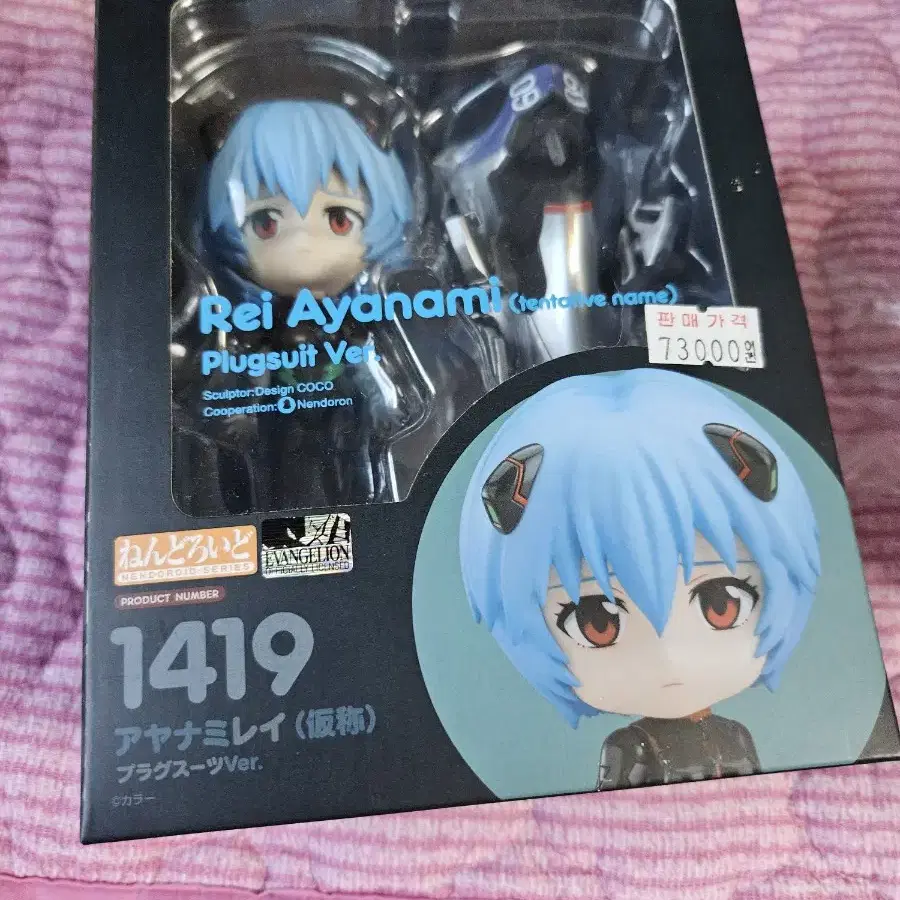 09
Rei Ayanami (tentative name)
Plugsuit Ver.
Sculptor:Design COCO
Cooperation: Nendoron
판매가격
73000원
ねんどろいど
NENDOROID SERIES
EVANGELION
OFFICIALLY LICENSED
PRODUCT NUMBER
1419
アヤナミレイ（仮称）
プラグスーツVer.
©カラー